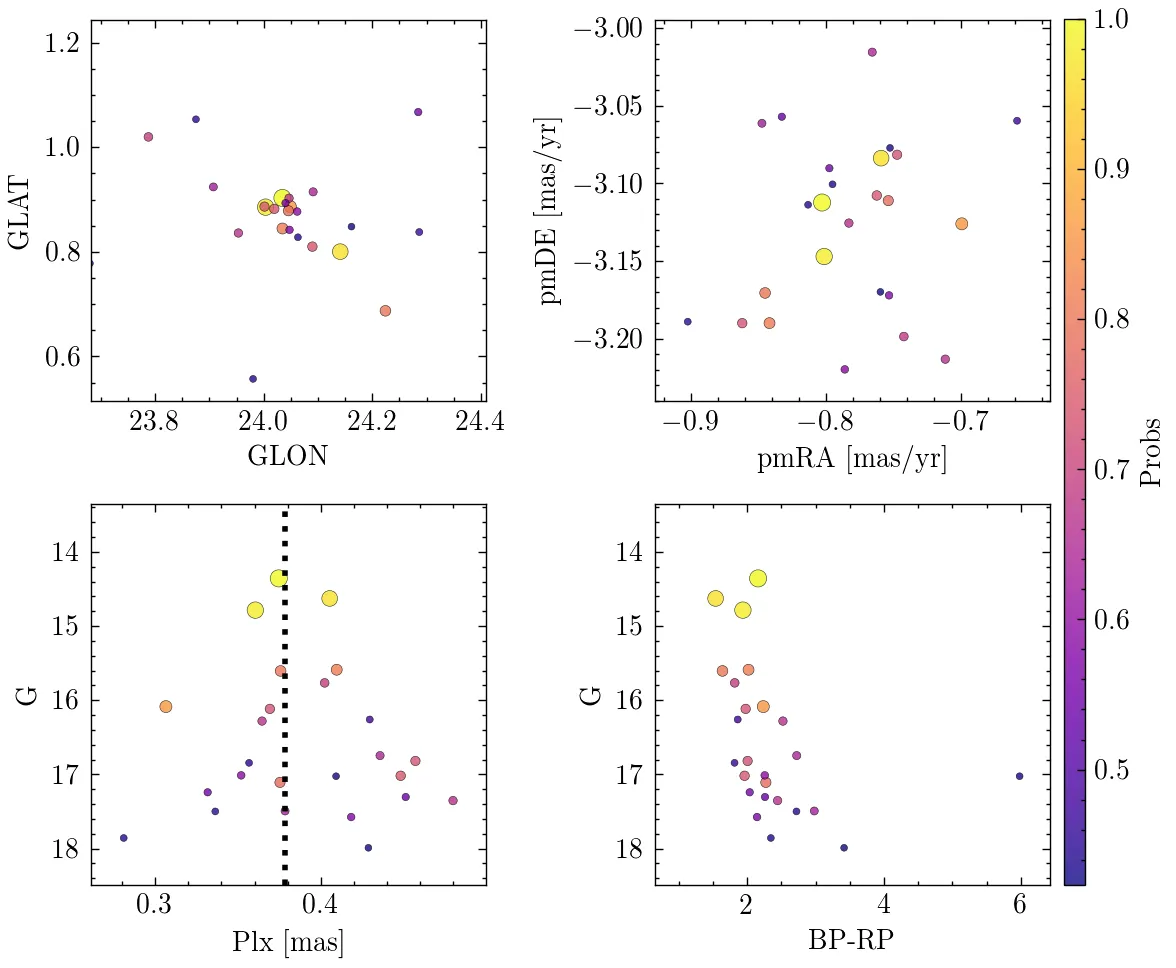 1.2
1.0
0.8
0.6
GLAT
23.8 24.0 24.2 24.4
GLON
−3.00
−3.05
−3.10
−3.15
−3.20
pmDE [mas/yr]
−0.9 −0.8 −0.7
pmRA [mas/yr]
14
15
16
17
18
G
0.3 0.4
Plx [mas]
14
15
16
17
18
G
2 4 6
BP-RP
1.0
0.9
0.8
0.7
0.6
0.5
Probs